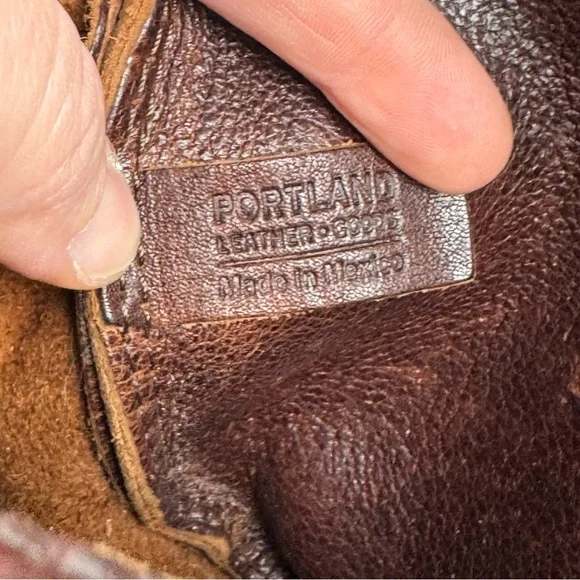 PORTLAND
LEATHER • GOODS
Made in Mexico